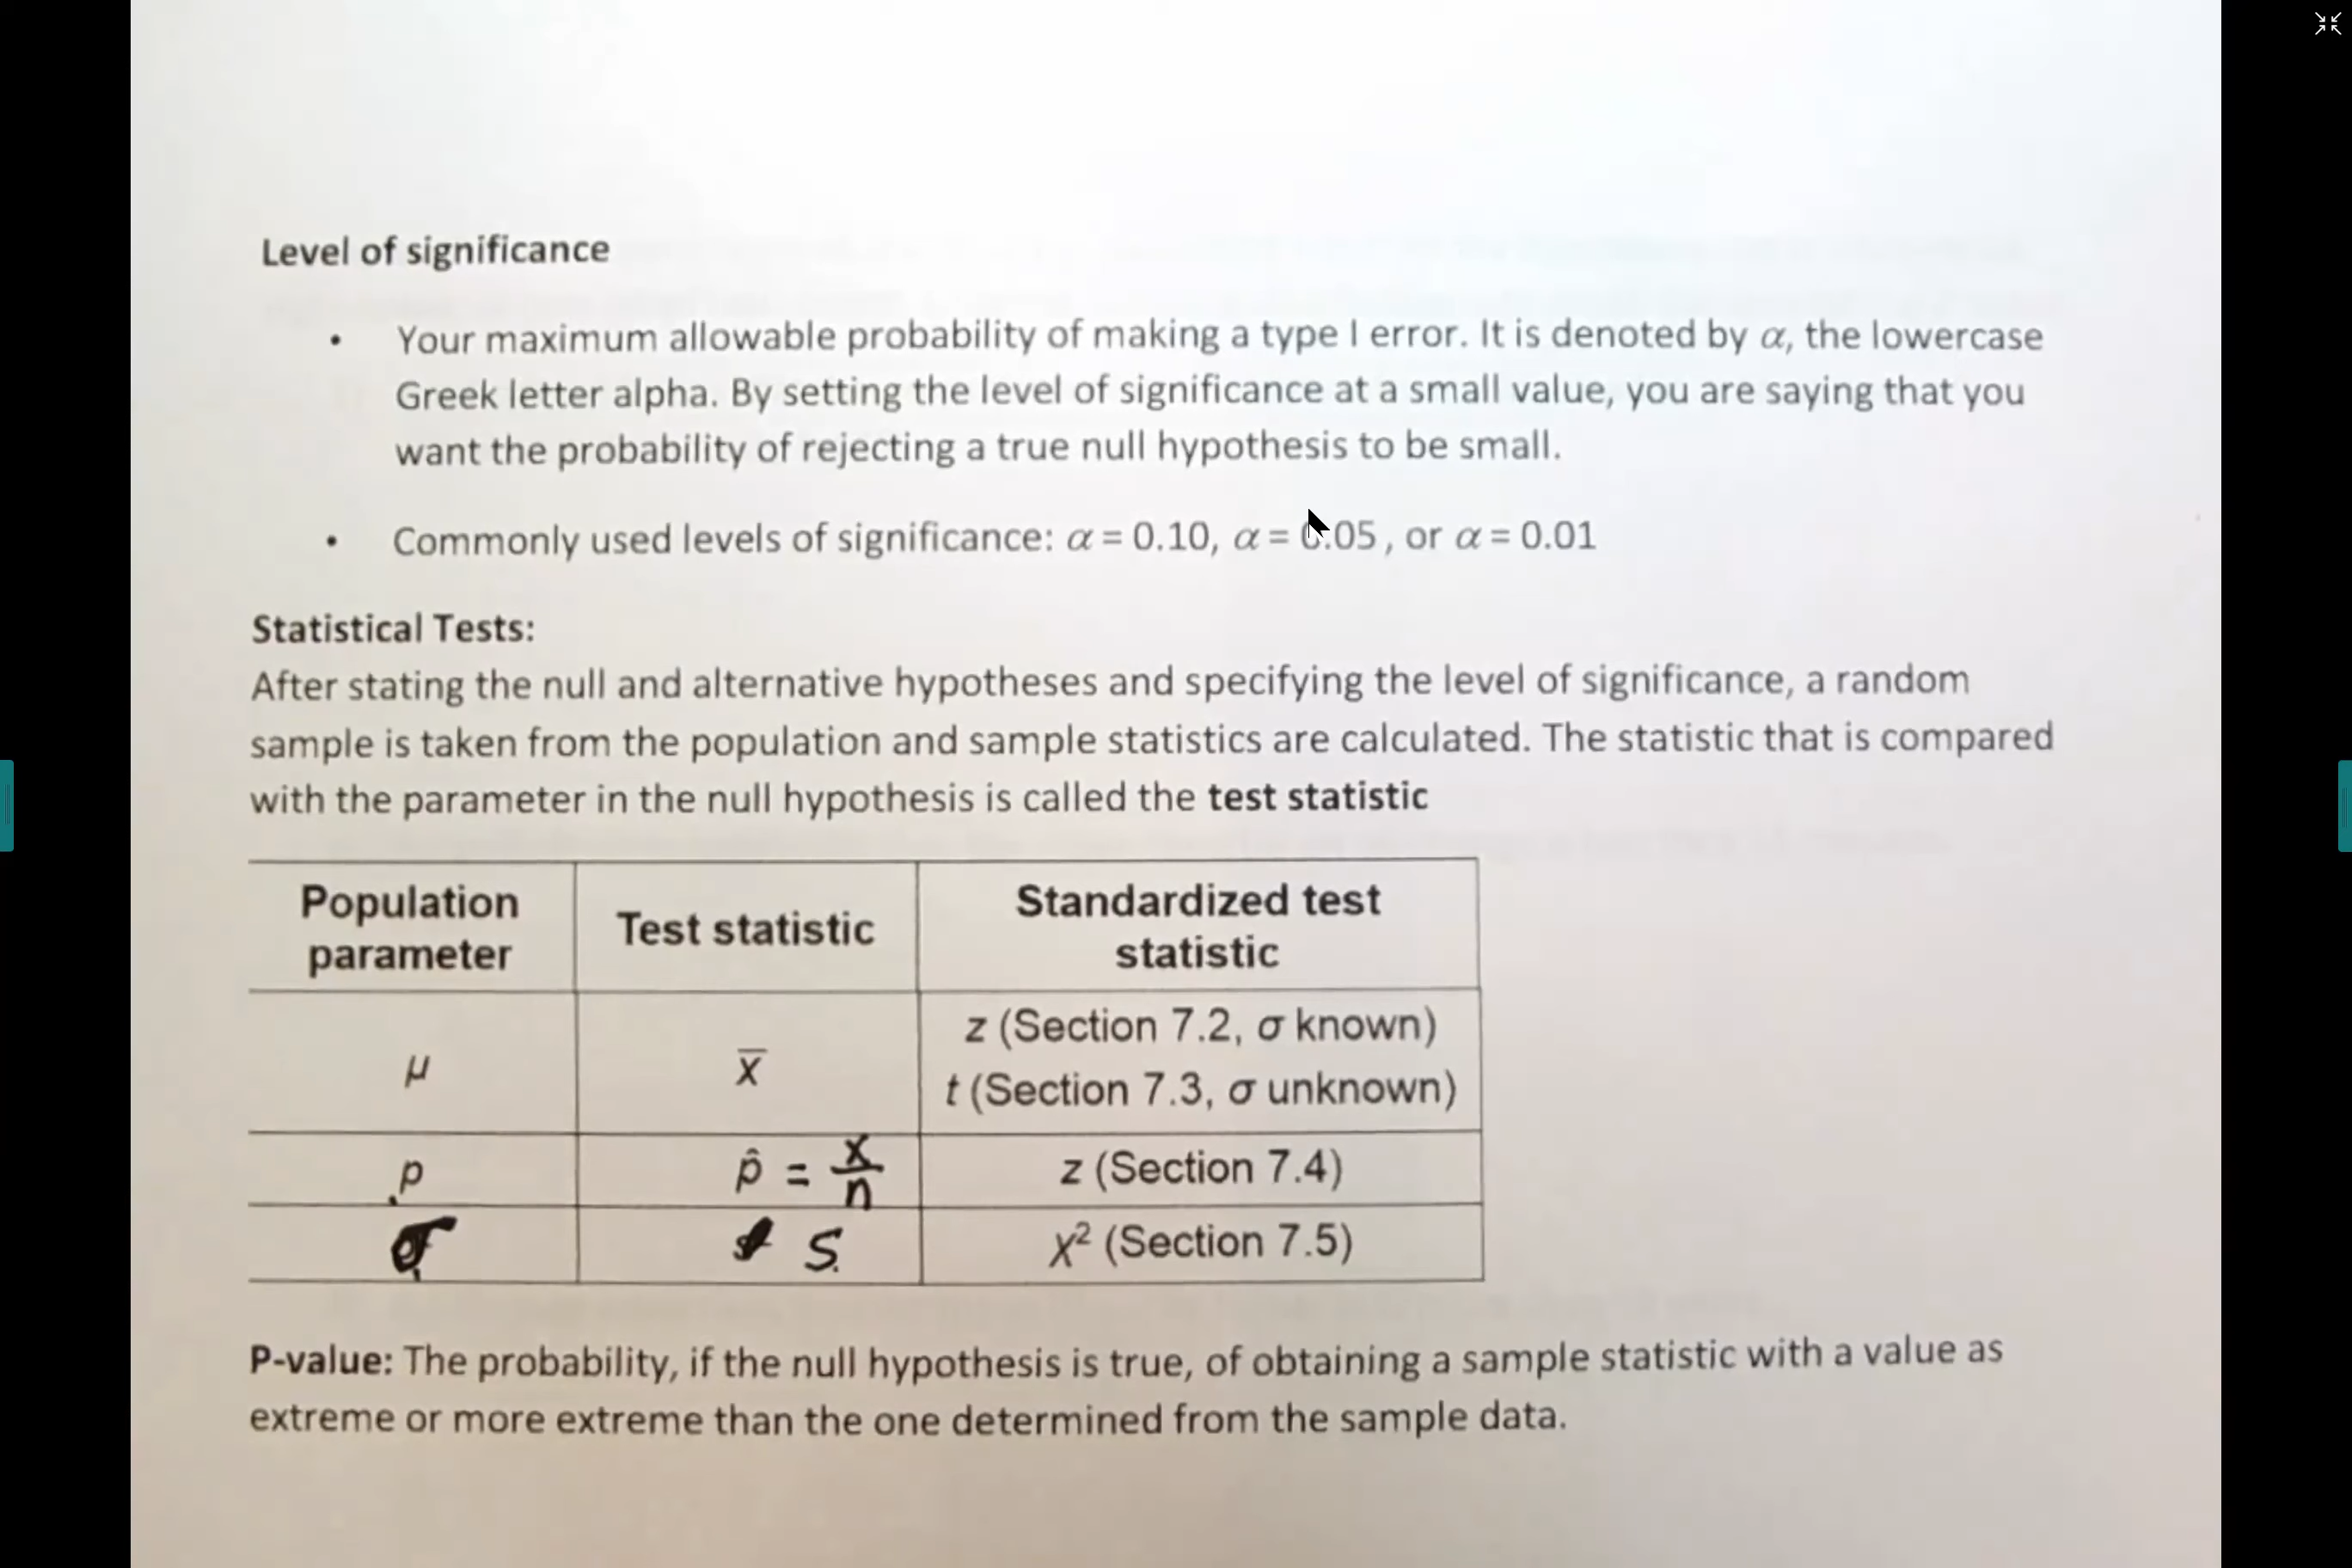 Level of significance
• Your maximum allowable probability of making a type I error. It is denoted by α, the lowercase
Greek letter alpha. By setting the level of significance at a small value, you are saying that you
want the probability of rejecting a true null hypothesis to be small.
• Commonly used levels of significance: α = 0.10, α = 0.05, or α = 0.01
Statistical Tests:
After stating the null and alternative hypotheses and specifying the level of significance, a random
sample is taken from the population and sample statistics are calculated. The statistic that is compared
with the parameter in the null hypothesis is called the test statistic
Population parameter | Test statistic | Standardized test statistic
μ | x̄ | z (Section 7.2, σ known)
t (Section 7.3, σ unknown)
p | p̂ = x/n | z (Section 7.4)
σ | s | χ² (Section 7.5)
P-value: The probability, if the null hypothesis is true, of obtaining a sample statistic with a value as
extreme or more extreme than the one determined from the sample data.